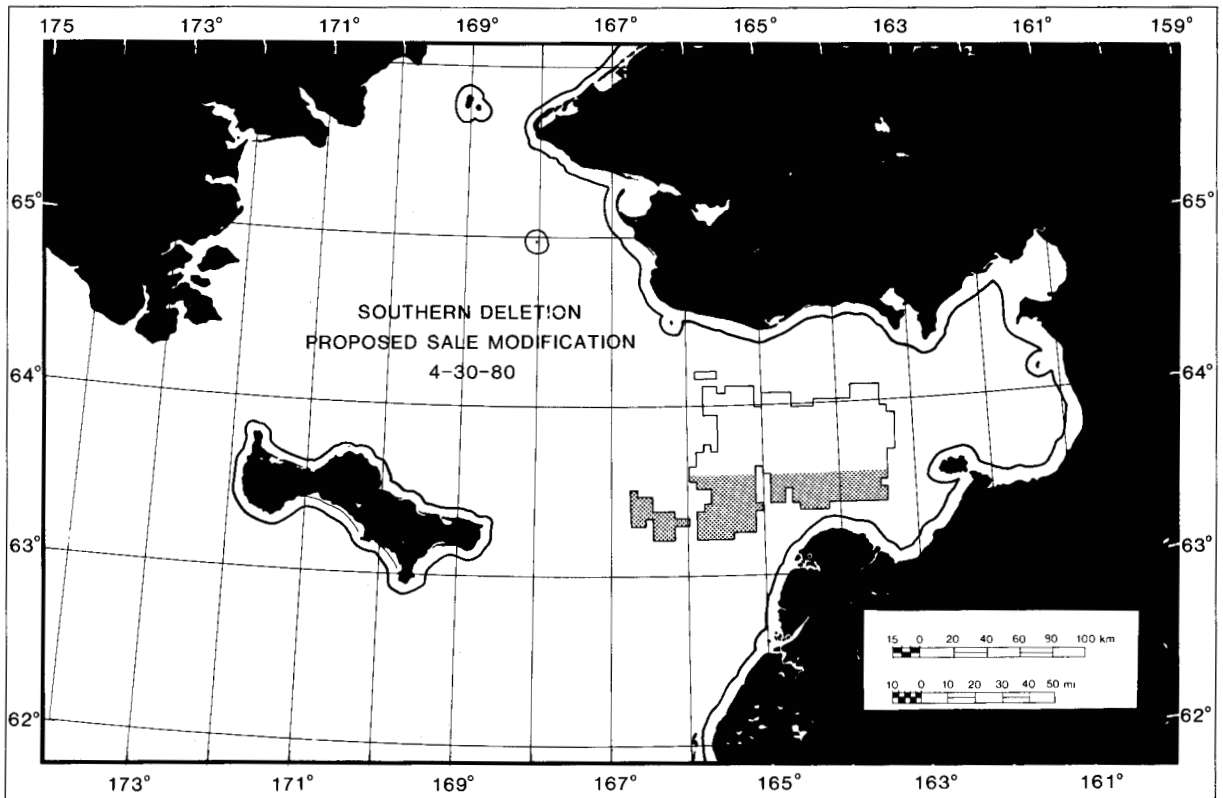 175 173° 171° 169° 167° 165° 163° 161° 159°
65° 65°
SOUTHERN DELETION
PROPOSED SALE MODIFICATION
4-30-80
64° 64°
63° 63°
15 0 20 40 60 80 100 km
10 0 10 20 30 40 50 mi
62° 62°
173° 171° 169° 167° 165° 163° 161°